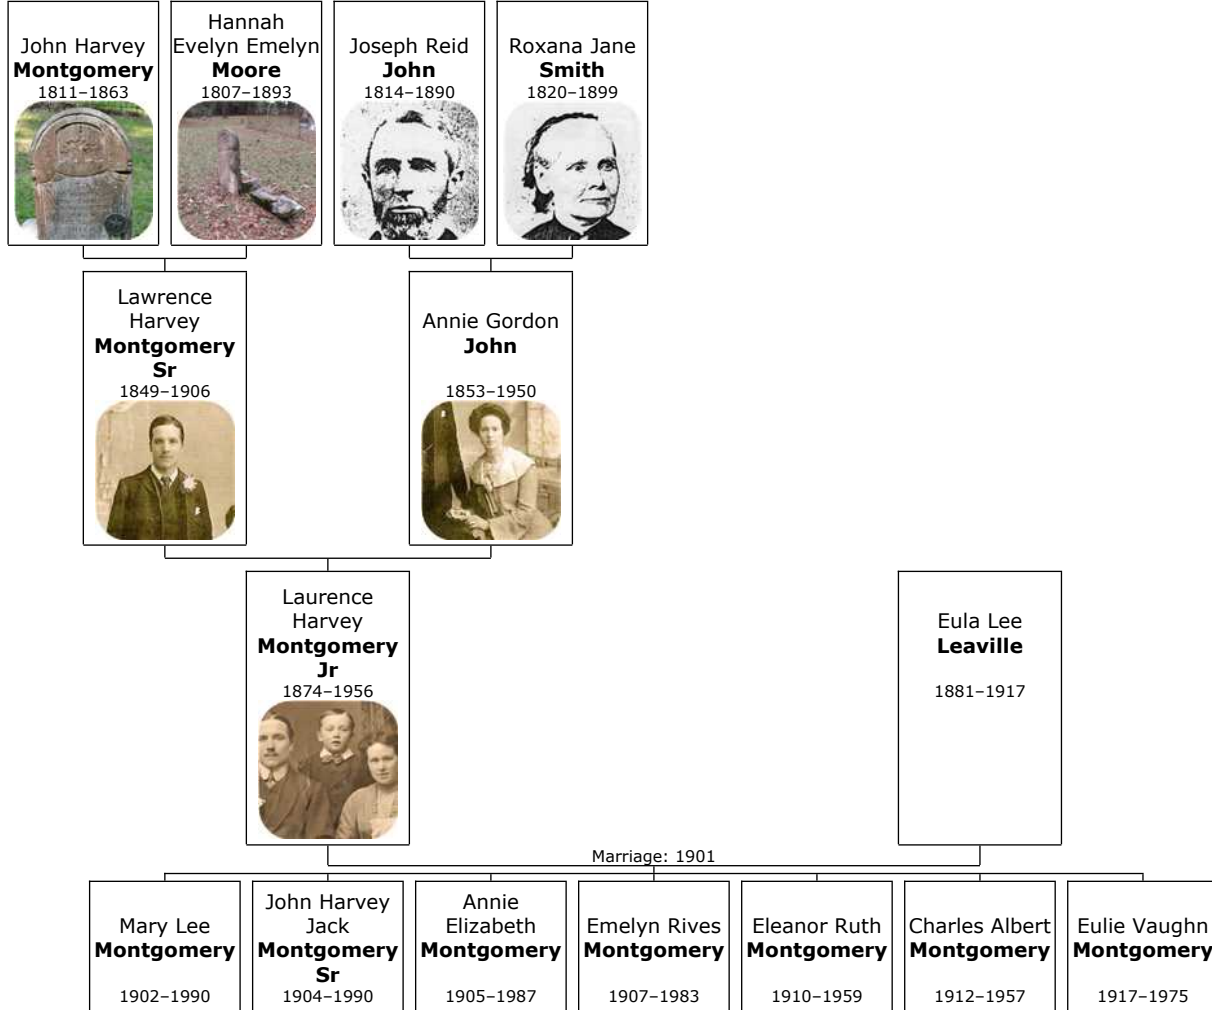 John Harvey
Montgomery
1811–1863
Hannah
Evelyn Emelyn
Moore
1807–1893
Joseph Reid
John
1814–1890
Roxana Jane
Smith
1820–1899
Lawrence
Harvey
Montgomery
Sr
1849–1906
Annie Gordon
John
1853–1950
Laurence
Harvey
Montgomery
Jr
1874–1956
Eula Lee
Leaville
1881–1917
Marriage: 1901
Mary Lee
Montgomery
1902–1990
John Harvey
Jack
Montgomery
Sr
1904–1990
Annie
Elizabeth
Montgomery
1905–1987
Emelyn Rives
Montgomery
1907–1983
Eleanor Ruth
Montgomery
1910–1959
Charles Albert
Montgomery
1912–1957
Eulie Vaughn
Montgomery
1917–1975